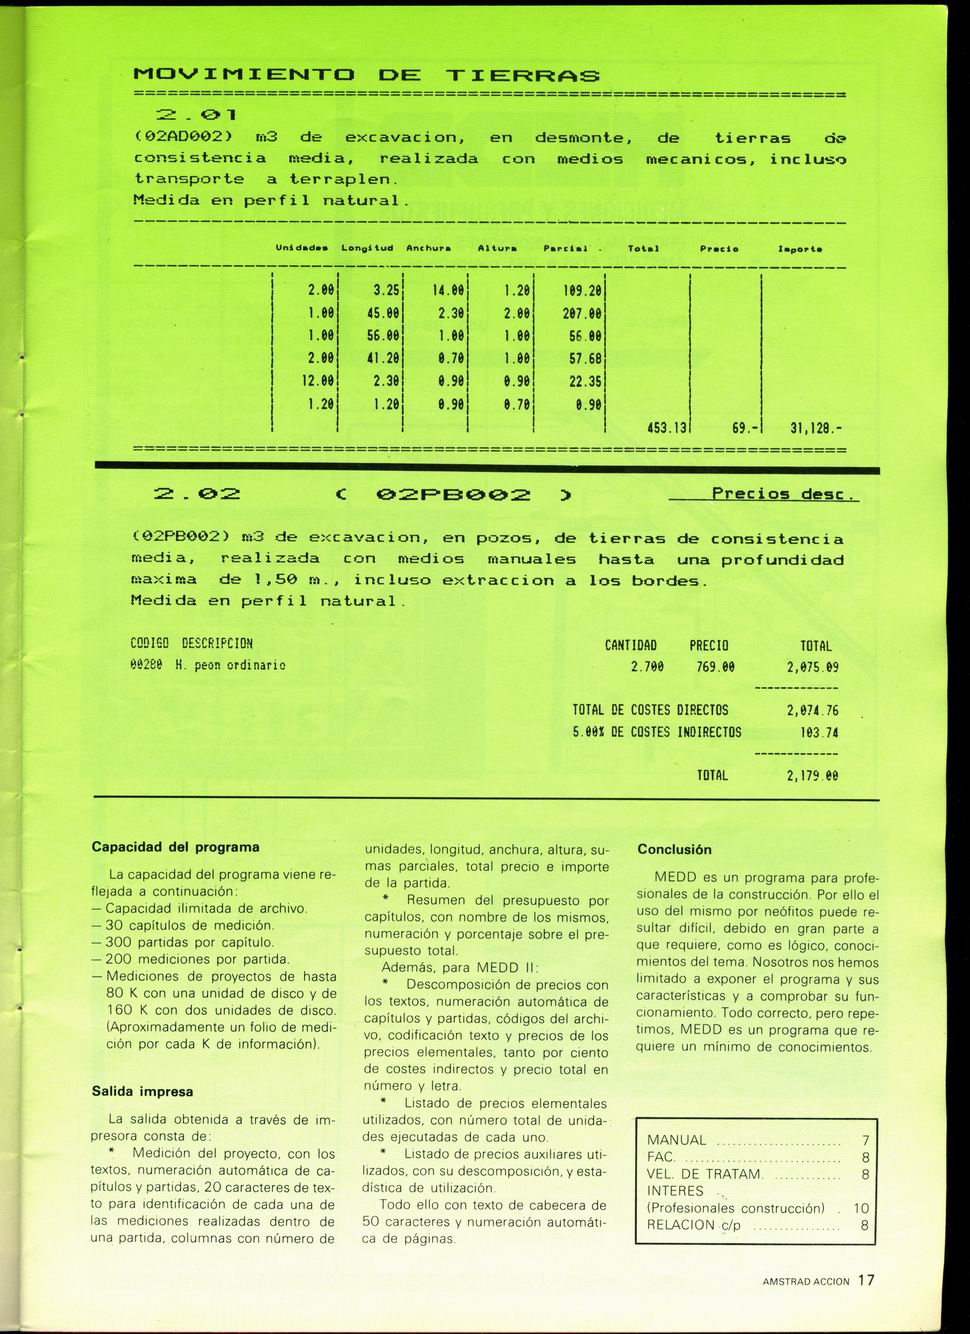 MOVIMIENTO DE TIERRAS
2.01
(02AD002) m3 de excavacion, en desmonte, de tierras de
consistencia media, realizada con medios mecanicos, incluso
transporte a terraplen.
Medida en perfil natural.
Unidades Longitud Anchura Altura Parcial Total Precio Importe
2.00 3.25 14.00 1.20 109.20
1.00 45.00 2.30 2.00 207.00
1.00 56.00 1.00 1.00 56.00
2.00 41.20 0.70 1.00 57.68
12.00 2.30 0.90 0.90 22.35
1.20 1.20 0.90 0.70 0.90
453.13 69.- 31,128.-
2.02 ( 02PB002 ) Precios desc.
(02PB002) m3 de excavacion, en pozos, de tierras de consistencia
media, realizada con medios manuales hasta una profundidad
maxima de 1,50 m., incluso extraccion a los bordes.
Medida en perfil natural.
CODIGO DESCRIPCION CANTIDAD PRECIO TOTAL
00280 H. peon ordinario 2.700 769.00 2,075.09
TOTAL DE COSTES DIRECTOS 2,074.76
5.00% DE COSTES INDIRECTOS 103.74
TOTAL 2,179.00
Capacidad del programa
La capacidad del programa viene re-
flejada a continuación:
— Capacidad ilimitada de archivo.
— 30 capítulos de medición.
— 300 partidas por capítulo.
— 200 mediciones por partida.
— Mediciones de proyectos de hasta
80 K con una unidad de disco y de
160 K con dos unidades de disco.
(Aproximadamente un folio de medi-
ción por cada K de información).
Salida impresa
La salida obtenida a través de im-
presora consta de:
* Medición del proyecto, con los
textos, numeración automática de ca-
pítulos y partidas, 20 caracteres de tex-
to para identificación de cada una de
las mediciones realizadas dentro de
una partida, columnas con número de
unidades, longitud, anchura, altura, su-
mas parciales, total precio e importe
de la partida.
* Resumen del presupuesto por
capítulos, con nombre de los mismos,
numeración y porcentaje sobre el pre-
supuesto total.
Además, para MEDD II:
* Descomposición de precios con
los textos, numeración automática de
capítulos y partidas, códigos del archi-
vo, codificación texto y precios de los
precios elementales, tanto por ciento
de costes indirectos y precio total en
número y letra.
* Listado de precios elementales
utilizados, con número total de unida-
des ejecutadas de cada uno.
* Listado de precios auxiliares uti-
lizados, con su descomposición, y esta-
dística de utilización.
Todo ello con texto de cabecera de
50 caracteres y numeración automáti-
ca de páginas.
Conclusión
MEDD es un programa para profe-
sionales de la construcción. Por ello el
uso del mismo por neófitos puede re-
sultar difícil, debido en gran parte a
que requiere, como es lógico, conoci-
mientos del tema. Nosotros nos hemos
limitado a exponer el programa y sus
características y a comprobar su fun-
cionamiento. Todo correcto, pero repe-
timos, MEDD es un programa que re-
quiere un mínimo de conocimientos.
MANUAL ........................ 7
FAC. .............................. 8
VEL. DE TRATAM. ............. 8
INTERES
(Profesionales construcción) . 10
RELACION c/p ................. 8
AMSTRAD ACCION 17